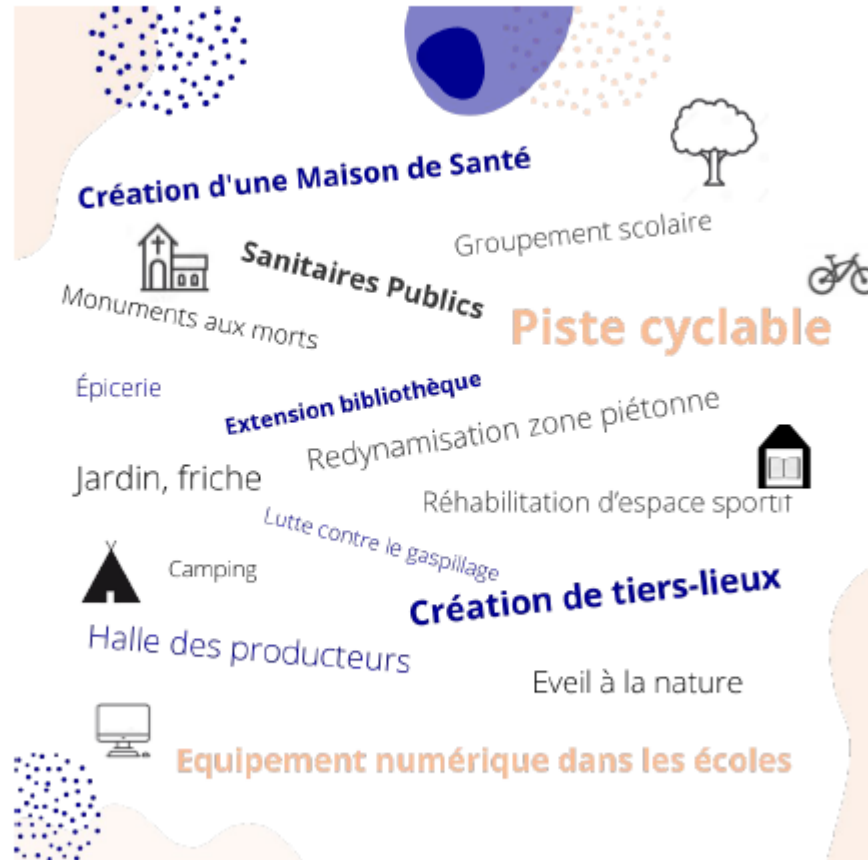 Création d'une Maison de Santé
Groupement scolaire
Sanitaires Publics
Monuments aux morts
Piste cyclable
Épicerie
Extension bibliothèque
Redynamisation zone piétonne
Jardin, friche
Réhabilitation d’espace sportif
Lutte contre le gaspillage
Camping
Création de tiers-lieux
Halle des producteurs
Eveil à la nature
Equipement numérique dans les écoles